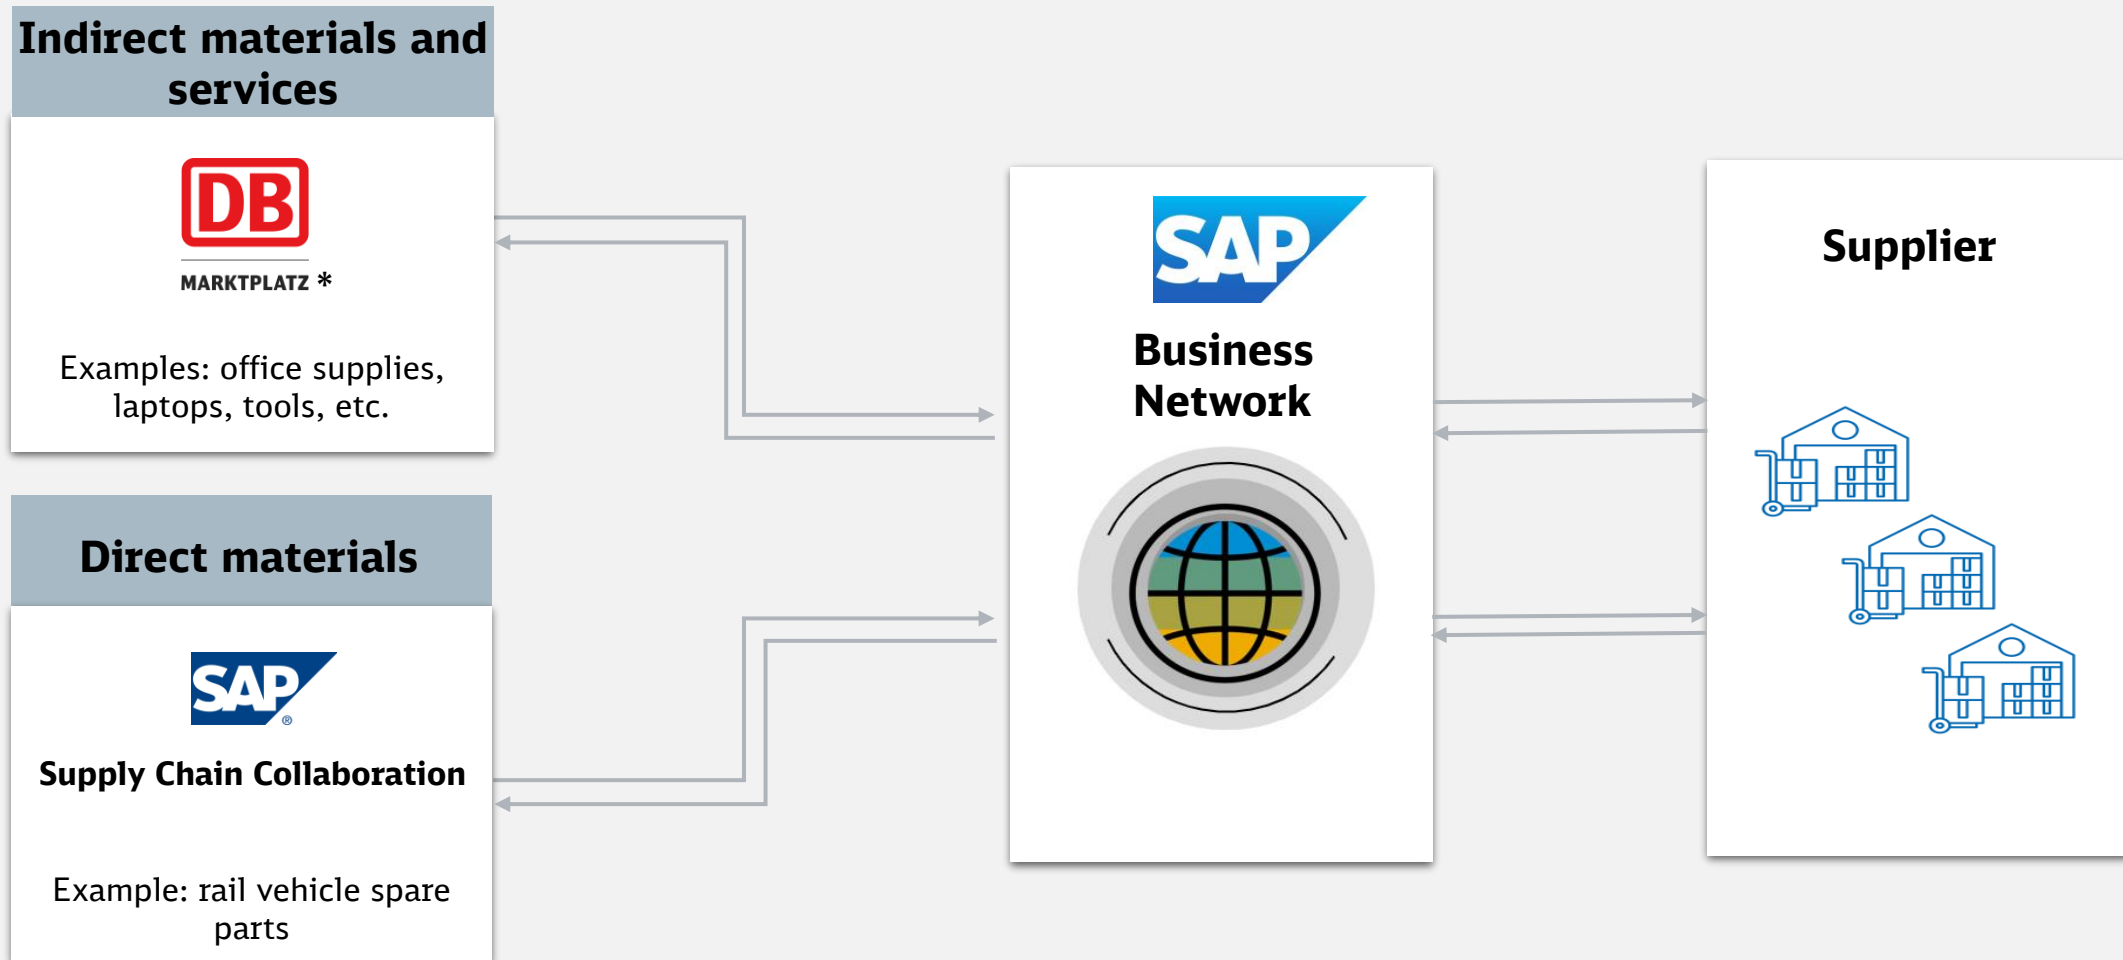 Indirect materials and
services
DB
MARKTPLATZ *
Examples: office supplies,
laptops, tools, etc.
Direct materials
SAP
®
Supply Chain Collaboration
Example: rail vehicle spare
parts
SAP
Business
Network
Supplier